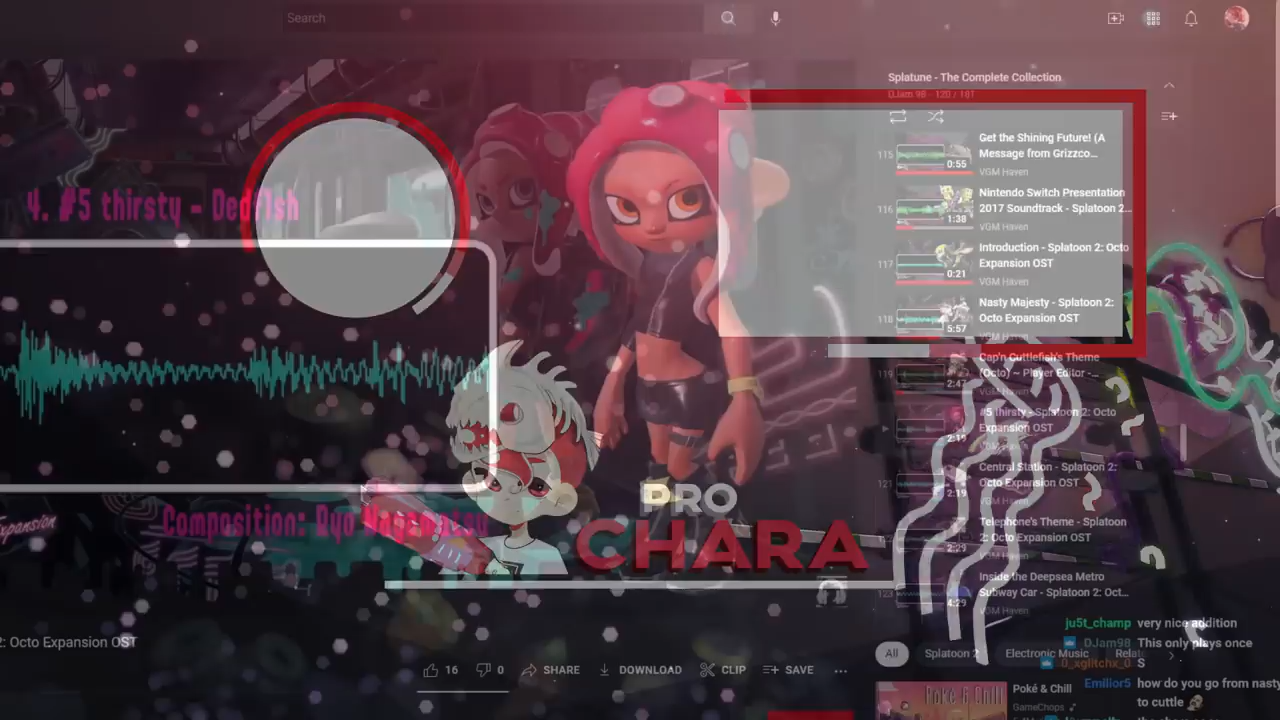 Search
Splatune - The Complete Collection
DJam 98 - 120 / 191
115
Get the Shining Future! (A
Message from Grizzco...
0:55
VGM Haven
116
Nintendo Switch Presentation
2017 Soundtrack - Splatoon 2...
1:38
VGM Haven
117
Introduction - Splatoon 2: Octo
Expansion OST
0:21
VGM Haven
118
Nasty Majesty - Splatoon 2:
Octo Expansion OST
5:57
VGM Haven
119
Cap'n Cuttlefish's Theme
(Octo) ~ Player Editor -...
2:47
VGM Haven
#5 thirsty - Splatoon 2: Octo
Expansion OST
2:19
VGM Haven
121
Central Station - Splatoon 2:
Octo Expansion OST
2:19
VGM Haven
Telephone's Theme - Splatoon
2: Octo Expansion OST
2:29
VGM Haven
123
Inside the Deepsea Metro
Subway Car - Splatoon 2: Oct...
4:29
VGM Haven
4. #5 thirsty - Dedf1sh
Expansion
Composition: Ryo
PRO
CHARA
2: Octo Expansion OST
16
0
SHARE
DOWNLOAD
CLIP
SAVE
All
Splatoon 2
Electronic Music
Poké & Chill
Poké & Chill
GameChops
ju5t_champ very nice addition
DJam98 This only plays once
0_xglitchx_0 S
Emilior5 how do you go from nasty
to cuttle